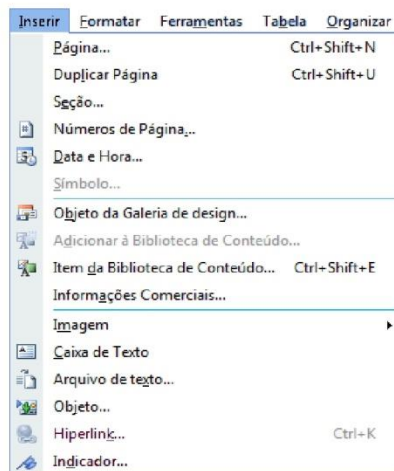 Inserir Formatar Ferramentas Tabela Organizar
Página... Ctrl+Shift+N
Duplicar Página Ctrl+Shift+U
Seção...
Números de Página...
Data e Hora...
Símbolo...
Objeto da Galeria de design...
Adicionar à Biblioteca de Conteúdo...
Item da Biblioteca de Conteúdo... Ctrl+Shift+E
Informações Comerciais...
Imagem
Caixa de Texto
Arquivo de texto...
Objeto...
Hiperlink... Ctrl+K
Indicador...